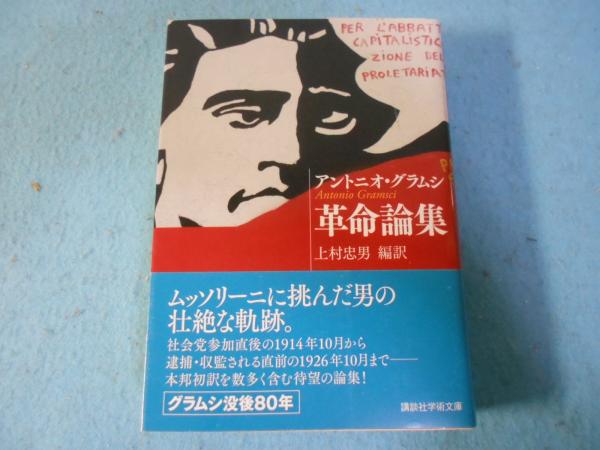 PER L'ABBATT
CAPITALISTIC
ZIONE DEL
PROLETARIA
アントニオ・グラムシ
Antonio Gramsci
革命論集
上村忠男 編訳
ムッソリーニに挑んだ男の
壮絶な軌跡。
社会党参加直後の1914年10月から
逮捕・収監される直前の1926年10月まで――
本邦初訳を数多く含む待望の論集!
グラムシ没後80年
講談社学術文庫